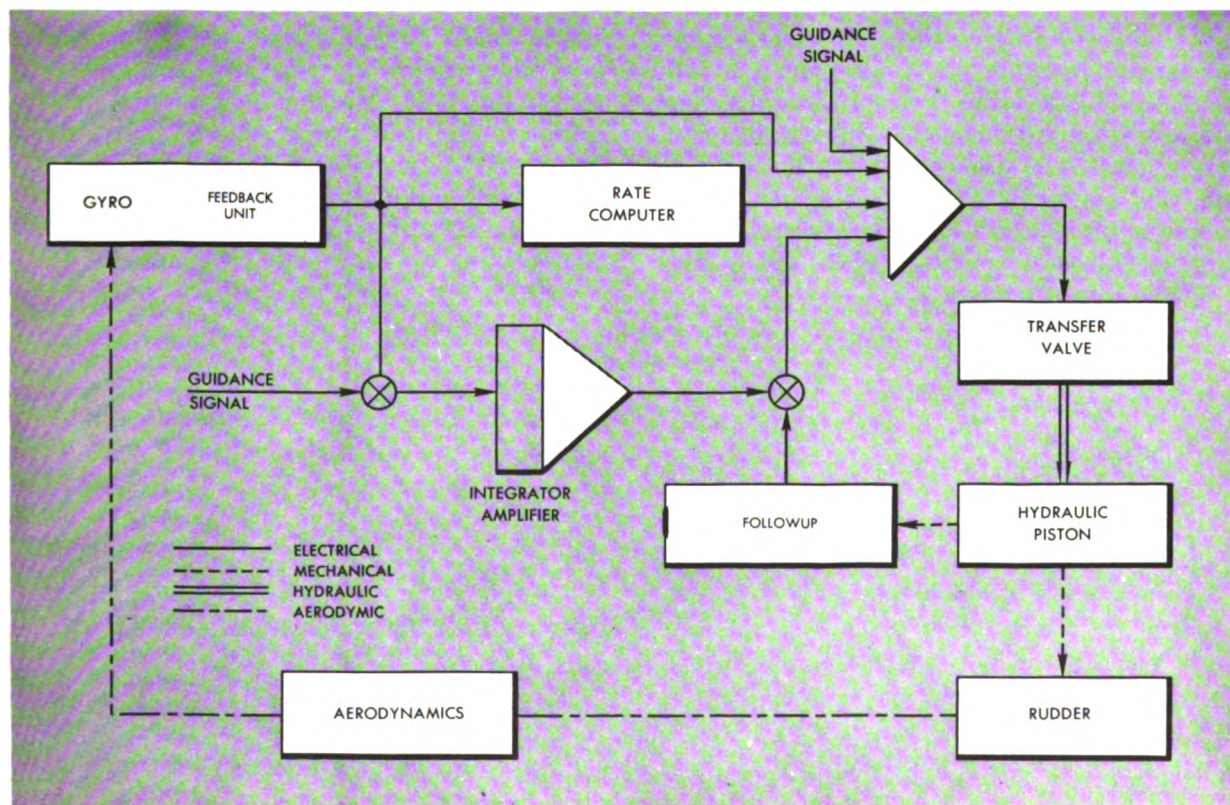 GUIDANCE
SIGNAL
GYRO
FEEDBACK
UNIT
RATE
COMPUTER
TRANSFER
VALVE
GUIDANCE
SIGNAL
INTEGRATOR
AMPLIFIER
FOLLOWUP
HYDRAULIC
PISTON
ELECTRICAL
MECHANICAL
HYDRAULIC
AERODYMIC
AERODYNAMICS
RUDDER